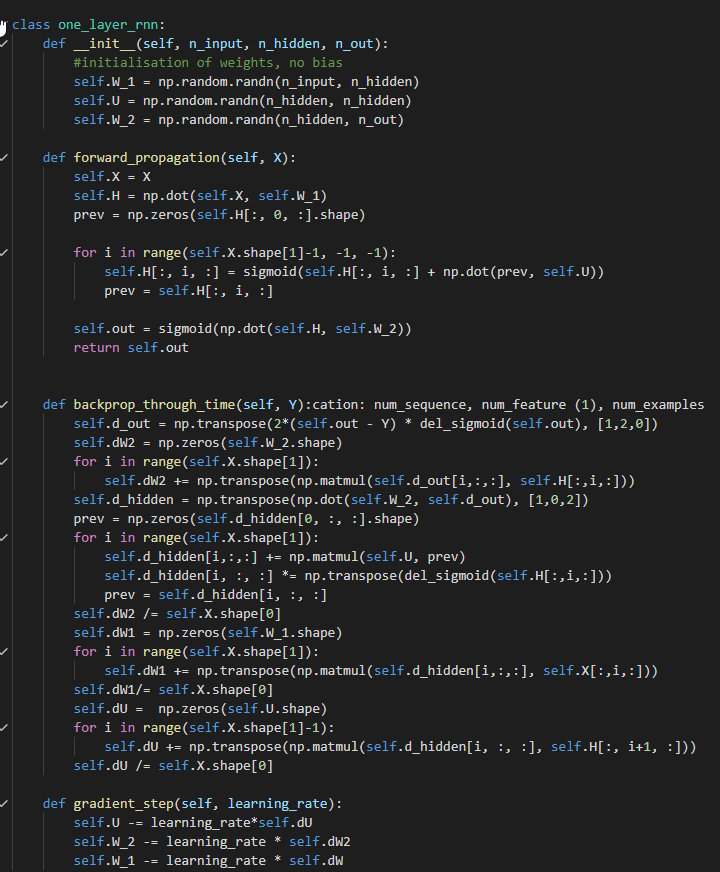 class one_layer_rnn:
    def __init__(self, n_input, n_hidden, n_out):
        #initialisation of weights, no bias
        self.W_1 = np.random.randn(n_input, n_hidden)
        self.U = np.random.randn(n_hidden, n_hidden)
        self.W_2 = np.random.randn(n_hidden, n_out)
    def forward_propagation(self, X):
        self.X = X
        self.H = np.dot(self.X, self.W_1)
        prev = np.zeros(self.H[:, 0, :].shape)
        for i in range(self.X.shape[1]-1, -1, -1):
            self.H[:, i, :] = sigmoid(self.H[:, i, :] + np.dot(prev, self.U))
            prev = self.H[:, i, :]
        self.out = sigmoid(np.dot(self.H, self.W_2))
        return self.out
    def backprop_through_time(self, Y):cation: num_sequence, num_feature (1), num_examples
        self.d_out = np.transpose(2*(self.out - Y) * del_sigmoid(self.out), [1,2,0])
        self.dW2 = np.zeros(self.W_2.shape)
        for i in range(self.X.shape[1]):
            self.dW2 += np.transpose(np.matmul(self.d_out[i,:,:], self.H[:,i,:]))
        self.d_hidden = np.transpose(np.dot(self.W_2, self.d_out), [1,0,2])
        prev = np.zeros(self.d_hidden[0, :, :].shape)
        for i in range(self.X.shape[1]):
            self.d_hidden[i,:,:] += np.matmul(self.U, prev)
            self.d_hidden[i, :, :] *= np.transpose(del_sigmoid(self.H[:,i,:]))
            prev = self.d_hidden[i, :, :]
        self.dW2 /= self.X.shape[0]
        self.dW1 = np.zeros(self.W_1.shape)
        for i in range(self.X.shape[1]):
            self.dW1 += np.transpose(np.matmul(self.d_hidden[i,:,:], self.X[:,i,:]))
        self.dW1/= self.X.shape[0]
        self.dU =  np.zeros(self.U.shape)
        for i in range(self.X.shape[1]-1):
            self.dU += np.transpose(np.matmul(self.d_hidden[i, :, :], self.H[:, i+1, :]))
        self.dU /= self.X.shape[0]
    def gradient_step(self, learning_rate):
        self.U -= learning_rate*self.dU
        self.W_2 -= learning_rate * self.dW2
        self.W_1 -= learning_rate * self.dW